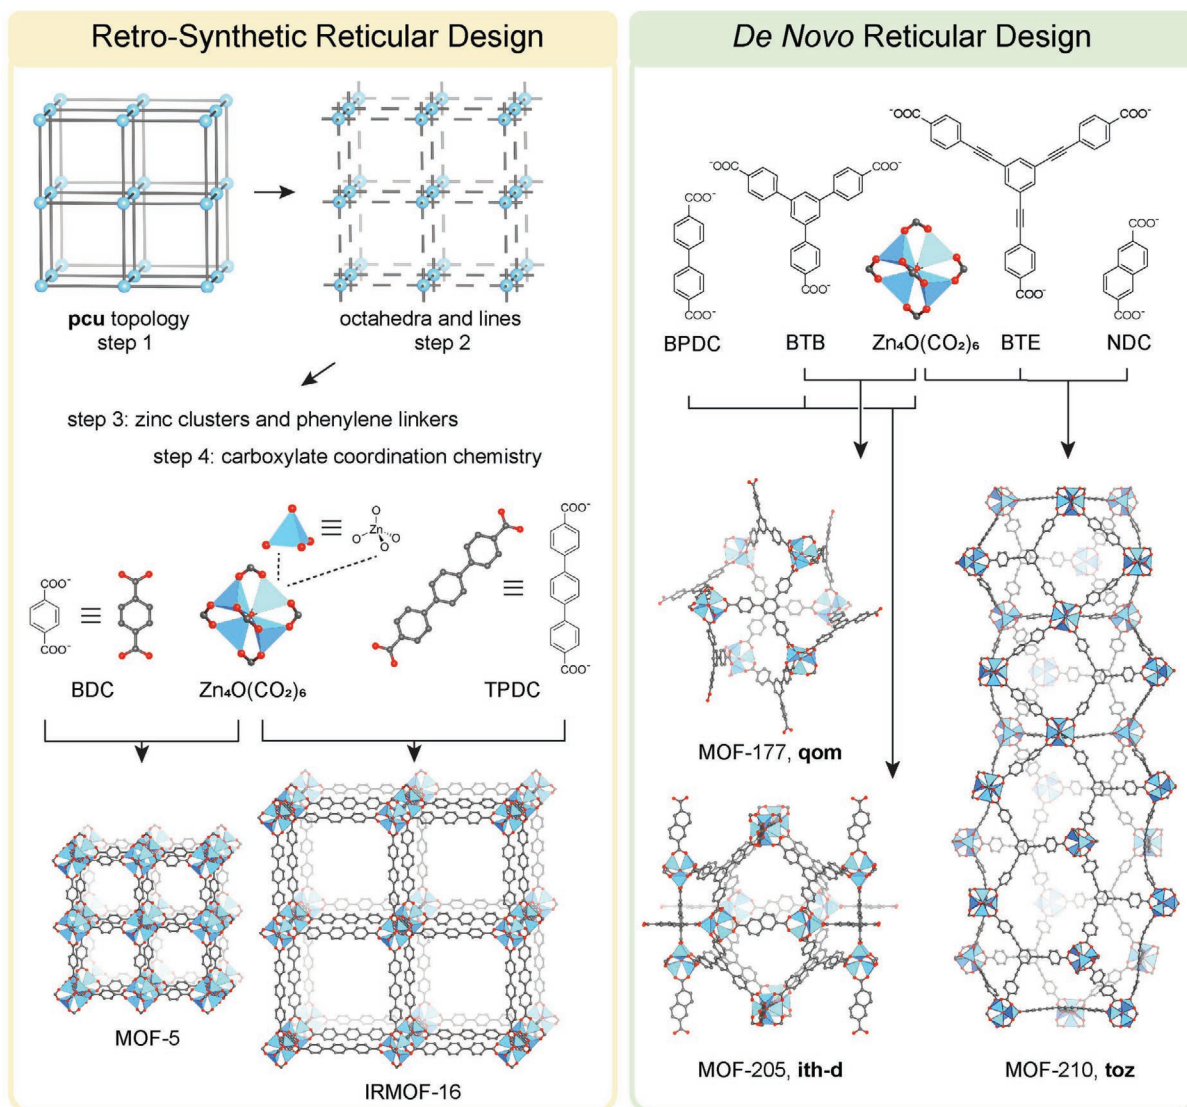 Retro-Synthetic Reticular Design
pcu topology
step 1
octahedra and lines
step 2
step 3: zinc clusters and phenylene linkers
step 4: carboxylate coordination chemistry
COO⁻
COO⁻
BDC
O
Zn
O
O
O
Zn₄O(CO₂)₆
COO⁻
COO⁻
TPDC
MOF-5
IRMOF-16
De Novo Reticular Design
COO⁻
COO⁻
BPDC
⁻OOC
COO⁻
COO⁻
BTB
Zn₄O(CO₂)₆
⁻OOC
COO⁻
COO⁻
BTE
COO⁻
COO⁻
NDC
MOF-177, qom
MOF-205, ith-d
MOF-210, toz